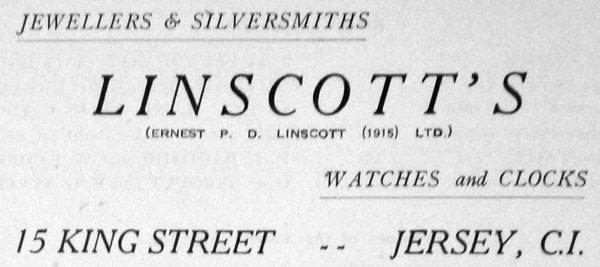 JEWELLERS & SILVERSMITHS
LINSCOTT'S
(ERNEST P. D. LINSCOTT (1915) LTD.)
WATCHES and CLOCKS
15 KING STREET -- JERSEY, C.I.